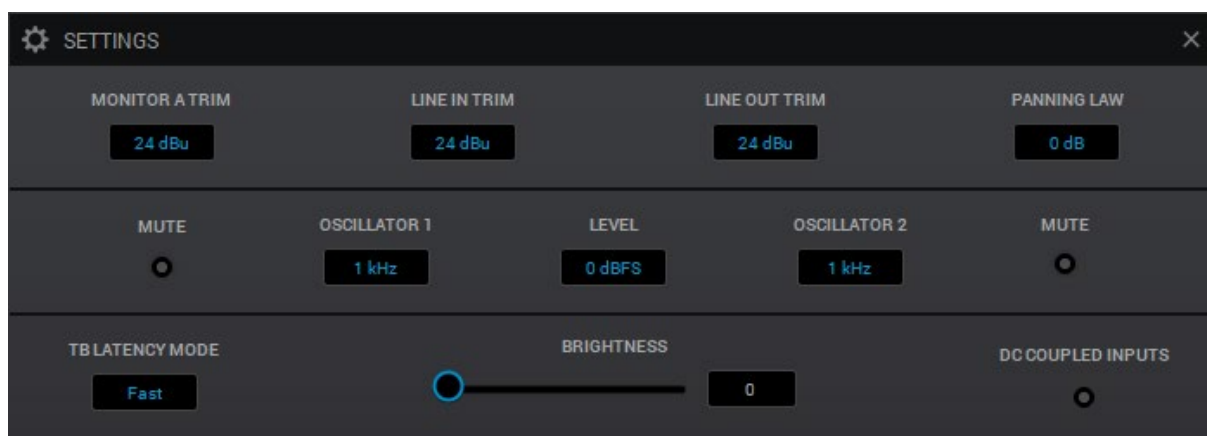 SETTINGS
MONITOR A TRIM LINE IN TRIM LINE OUT TRIM PANNING LAW
24 dBu 24 dBu 24 dBu 0 dB
MUTE OSCILLATOR 1 LEVEL OSCILLATOR 2 MUTE
1 kHz 0 dBFS 1 kHz
TB LATENCY MODE BRIGHTNESS DC COUPLED INPUTS
Fast 0